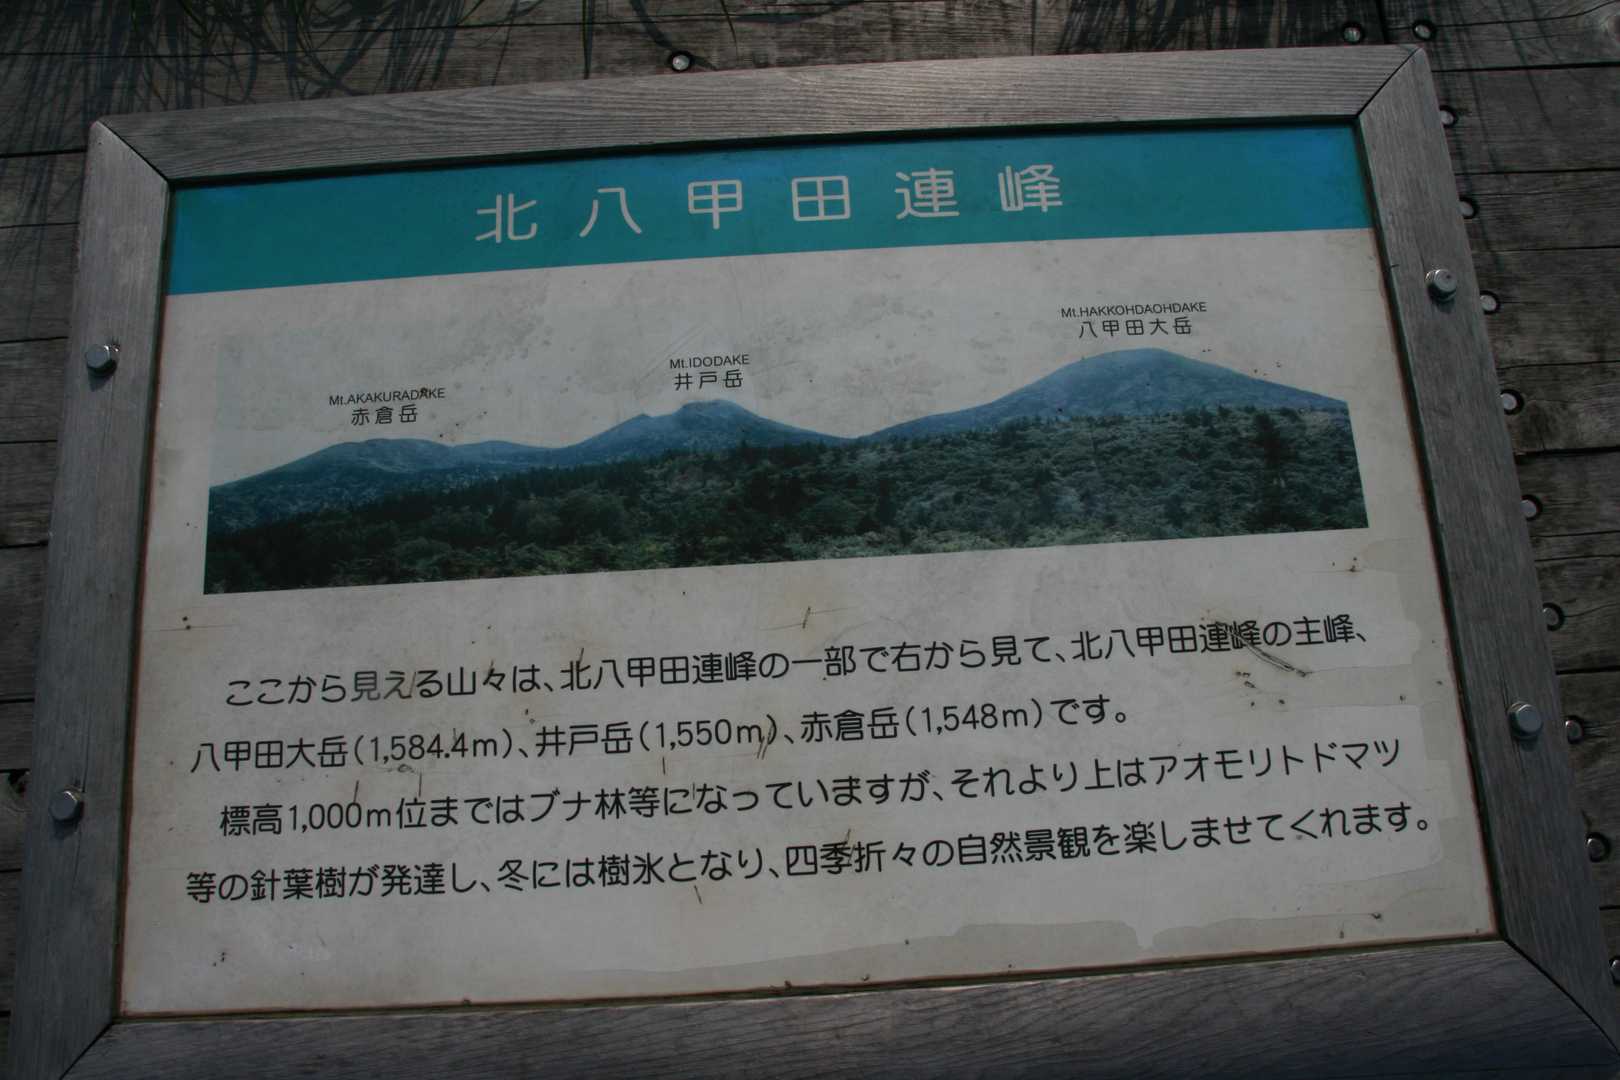 北八甲田連峰
Mt.HAKKOHDAOHDAKE
八甲田大岳
Mt.IDODAKE
井戸岳
Mt.AKAKURADAKE
赤倉岳
ここから見える山々は、北八甲田連峰の一部で右から見て、北八甲田連峰の主峰、
八甲田大岳(1,584.4m)、井戸岳(1,550m)、赤倉岳(1,548m)です。
標高1,000m位まではブナ林等になっていますが、それより上はアオモリトドマツ
等の針葉樹が発達し、冬には樹氷となり、四季折々の自然景観を楽しませてくれます。